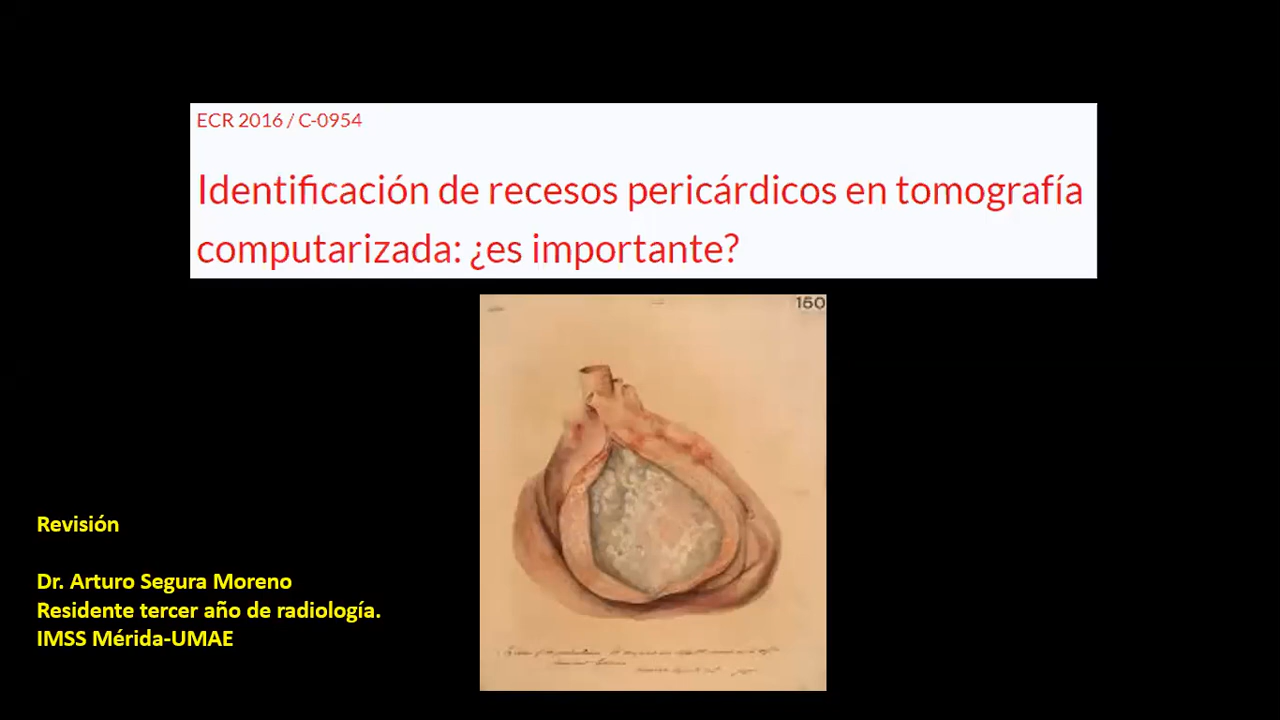 ECR 2016 / C-0954
Identificación de recesos pericárdicos en tomografía
computarizada: ¿es importante?
150
Revisión
Dr. Arturo Segura Moreno
Residente tercer año de radiología.
IMSS Mérida-UMAE